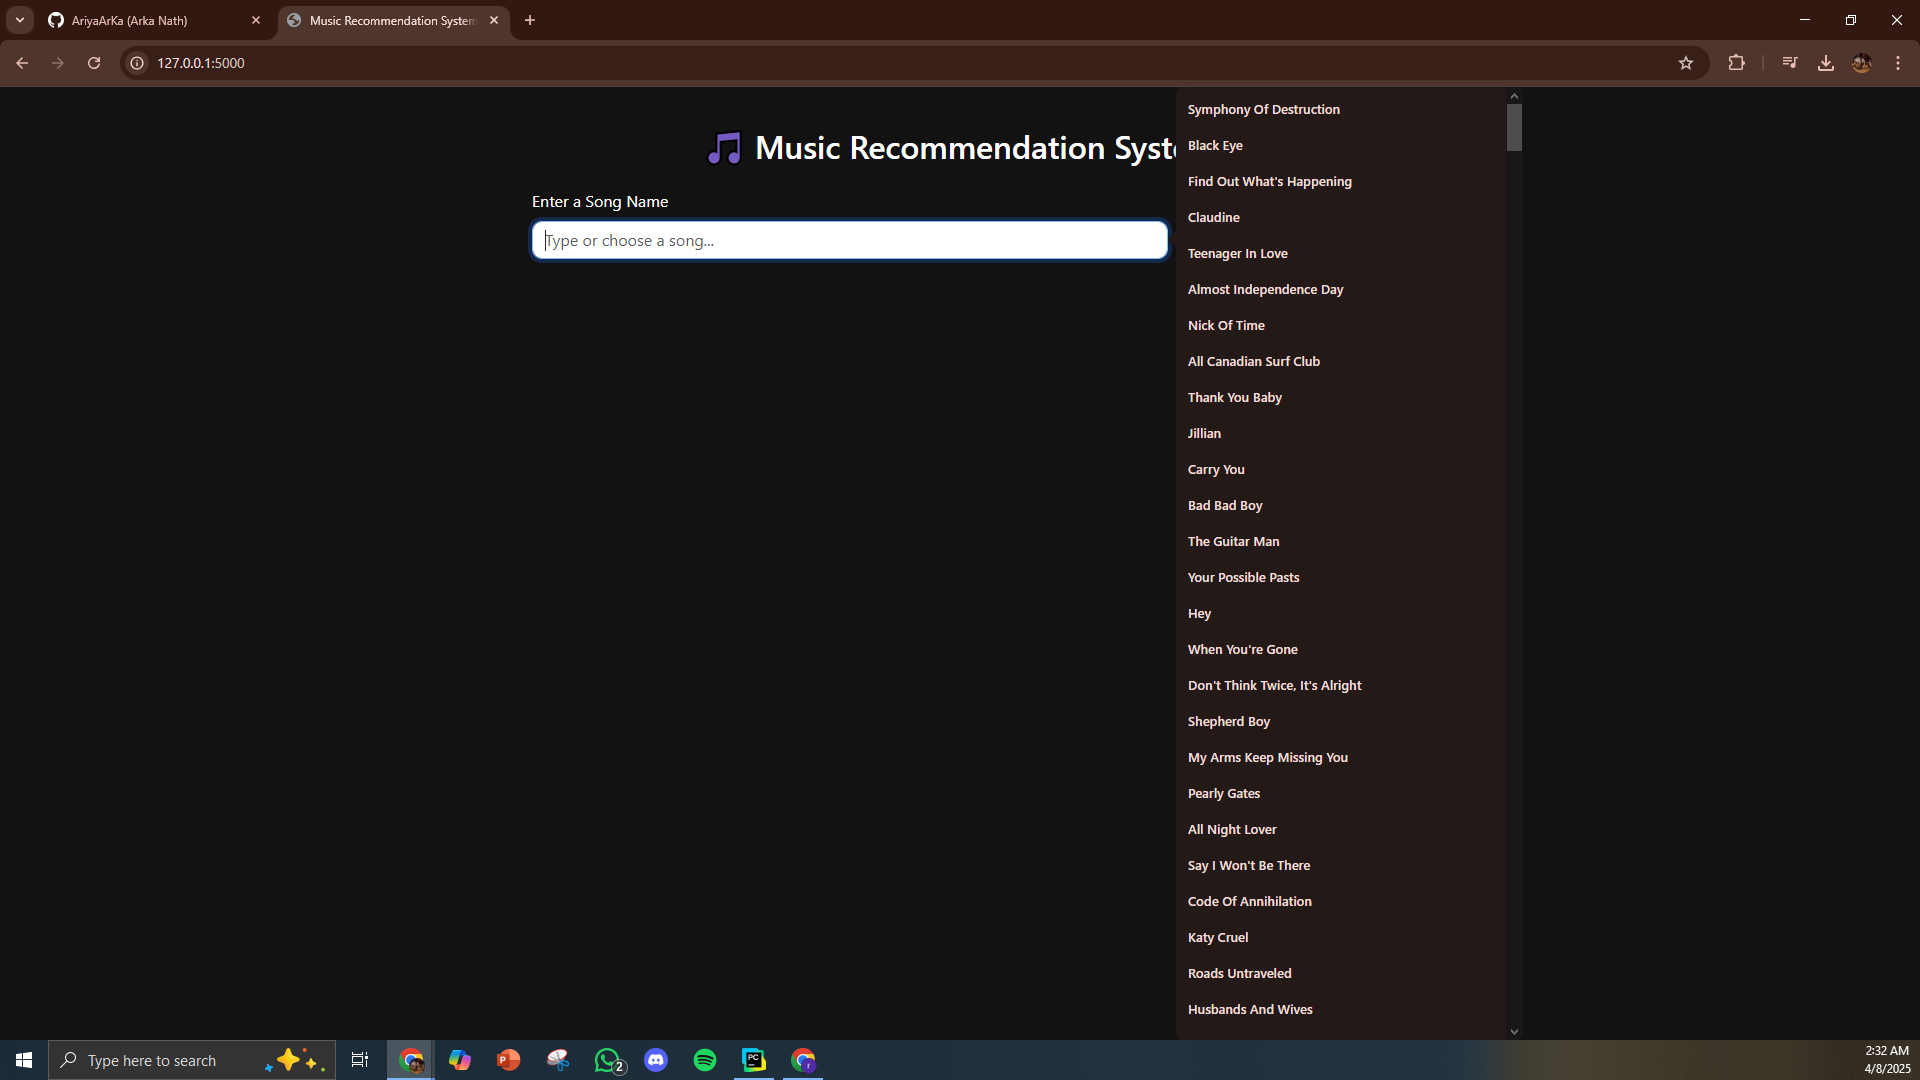 AriyaArKa (Arka Nath)
Music Recommendation System
127.0.0.1:5000
Music Recommendation Syst
Enter a Song Name
Type or choose a song...
Symphony Of Destruction
Black Eye
Find Out What's Happening
Claudine
Teenager In Love
Almost Independence Day
Nick Of Time
All Canadian Surf Club
Thank You Baby
Jillian
Carry You
Bad Bad Boy
The Guitar Man
Your Possible Pasts
Hey
When You're Gone
Don't Think Twice, It's Alright
Shepherd Boy
My Arms Keep Missing You
Pearly Gates
All Night Lover
Say I Won't Be There
Code Of Annihilation
Katy Cruel
Roads Untraveled
Husbands And Wives
Type here to search
P
2
PC
r
2:32 AM
4/8/2025